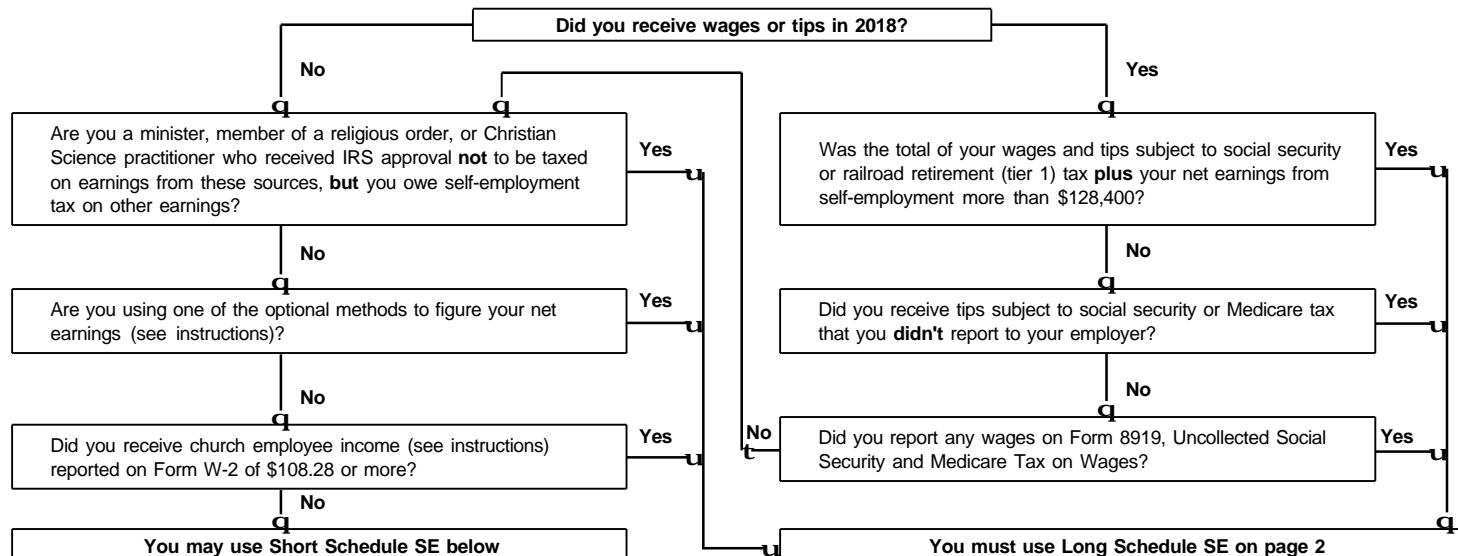 Did you receive wages or tips in 2018?
No
Yes
q
q
q
Are you a minister, member of a religious order, or Christian
Science practitioner who received IRS approval not to be taxed
on earnings from these sources, but you owe self-employment
tax on other earnings?
Yes
u
Was the total of your wages and tips subject to social security
or railroad retirement (tier 1) tax plus your net earnings from
self-employment more than $128,400?
Yes
u
No
q
No
q
Are you using one of the optional methods to figure your net
earnings (see instructions)?
Yes
u
Did you receive tips subject to social security or Medicare tax
that you didn't report to your employer?
Yes
u
No
q
No
q
Did you receive church employee income (see instructions)
reported on Form W-2 of $108.28 or more?
Yes
u
No
t
Did you report any wages on Form 8919, Uncollected Social
Security and Medicare Tax on Wages?
Yes
u
No
q
q
You may use Short Schedule SE below
u
You must use Long Schedule SE on page 2